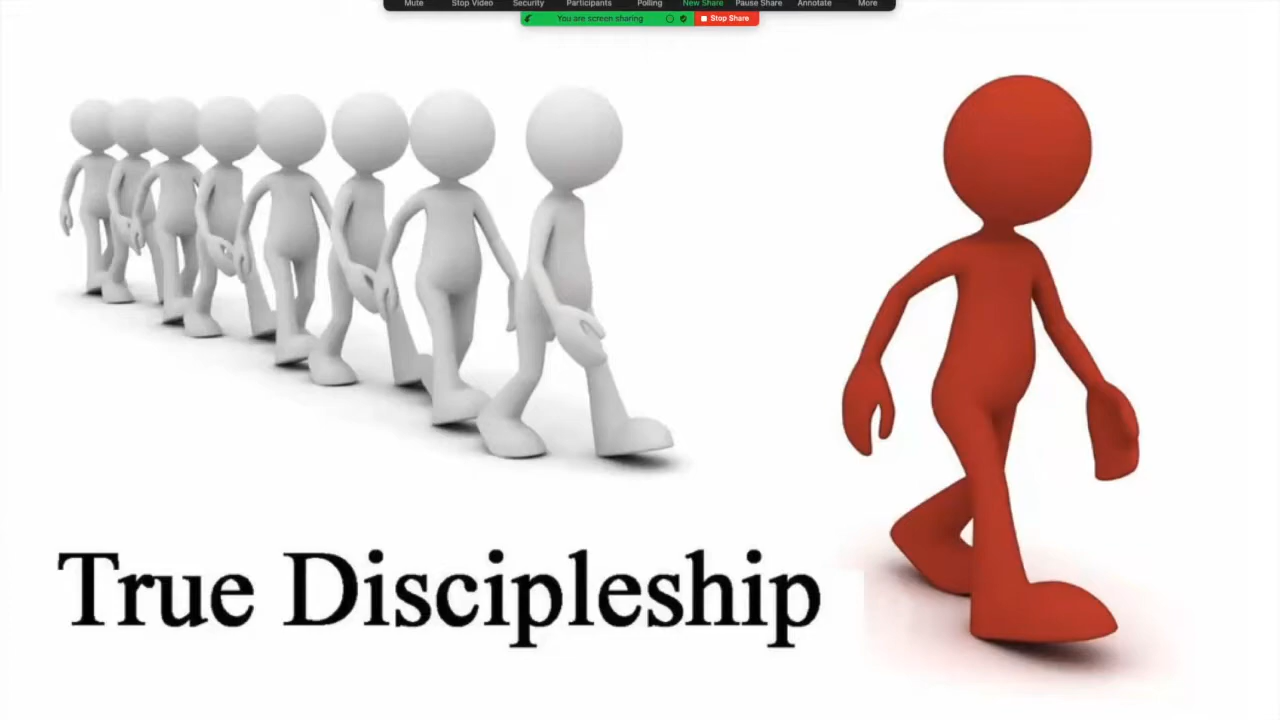 Mute Stop Video Security Participants Polling New Share Pause Share Annotate More
You are screen sharing Stop Share
True Discipleship